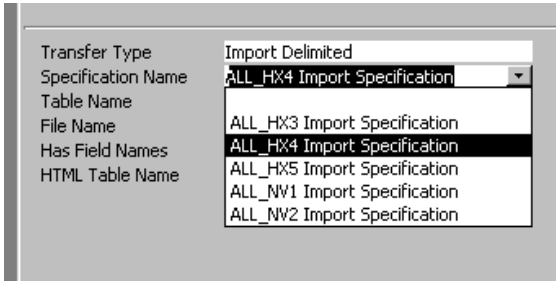 Transfer Type Import Delimited
Specification Name ALL_HX4 Import Specification
Table Name
File Name ALL_HX3 Import Specification
Has Field Names ALL_HX4 Import Specification
HTML Table Name ALL_HX5 Import Specification
ALL_NV1 Import Specification
ALL_NV2 Import Specification